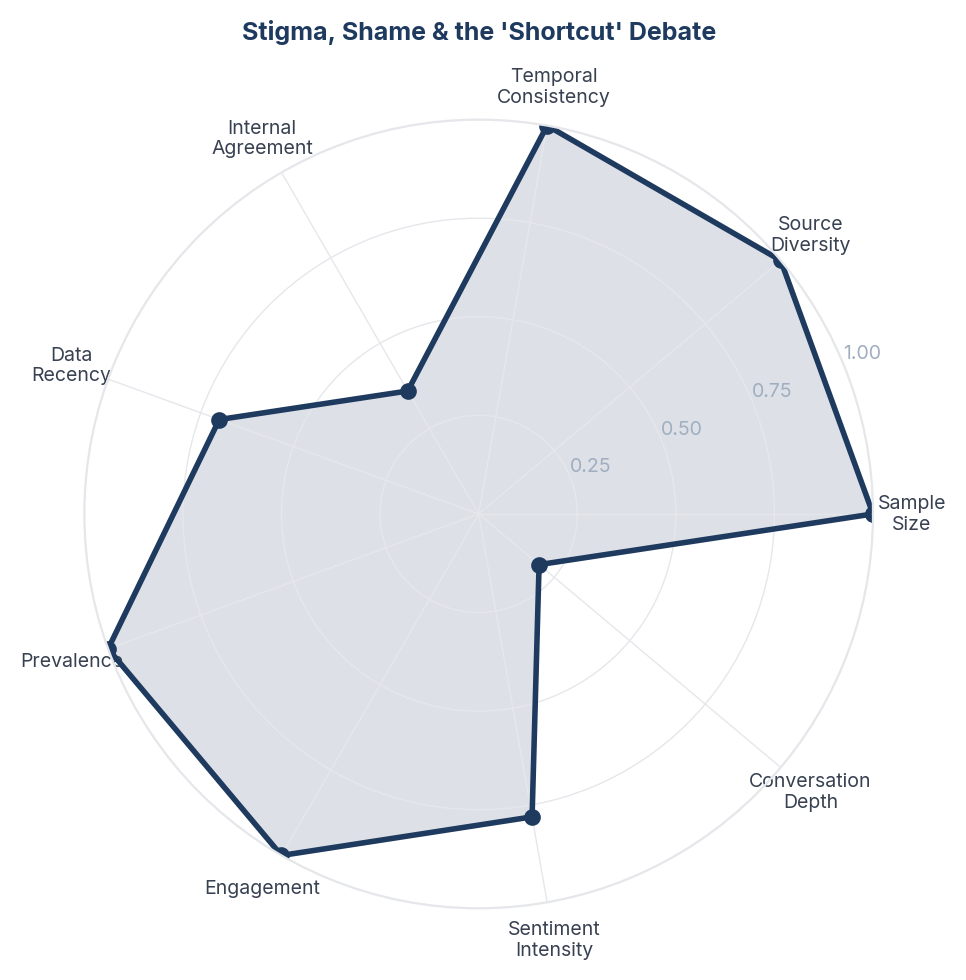 Stigma, Shame & the 'Shortcut' Debate
Temporal
Consistency
Internal
Agreement
Source
Diversity
Data
Recency
1.00
0.75
0.50
0.25
Sample
Size
Prevalence
Conversation
Depth
Engagement
Sentiment
Intensity